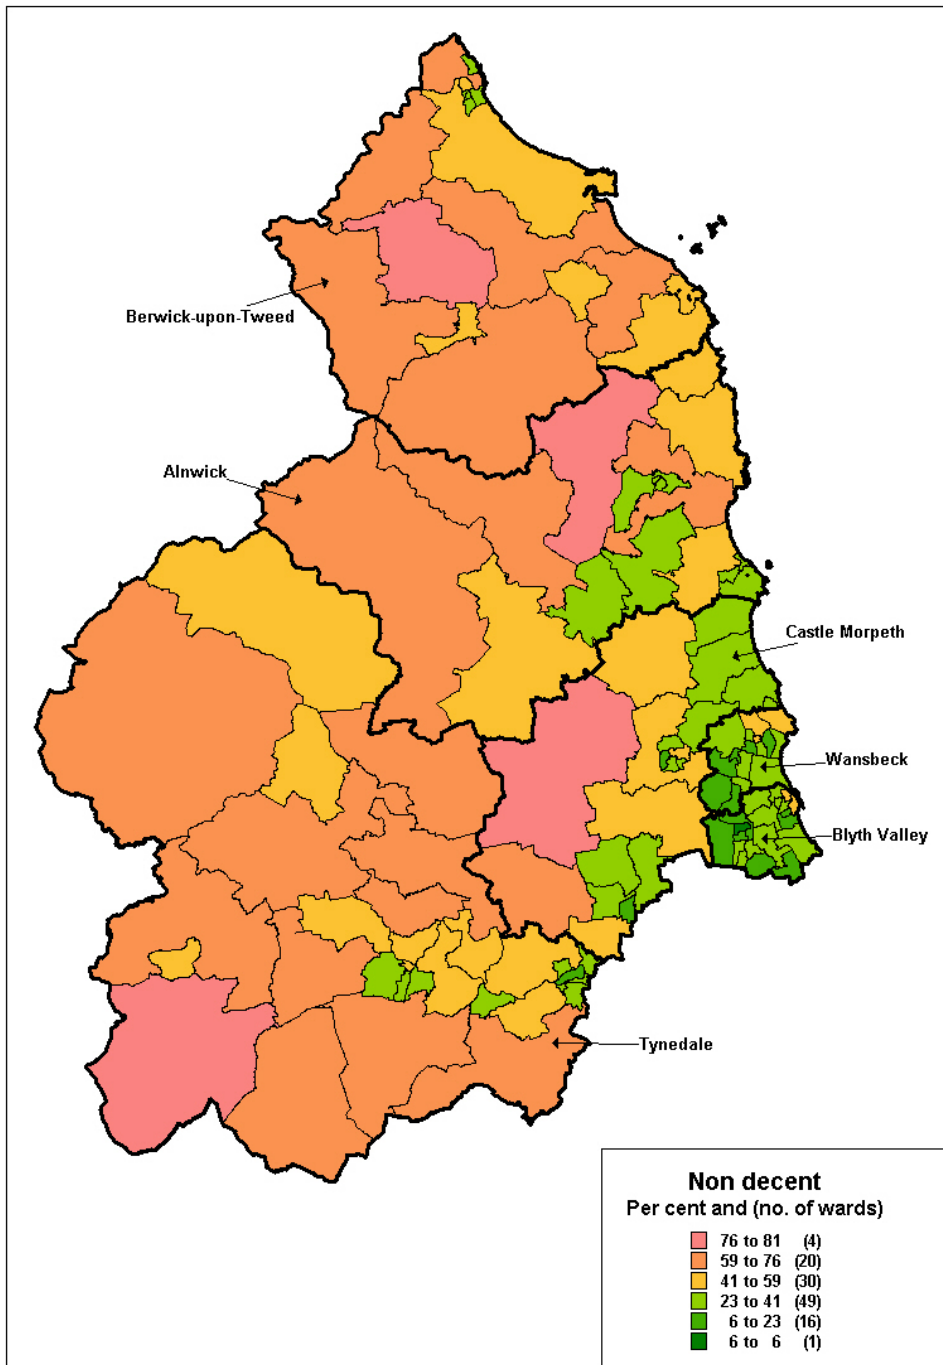 Berwick-upon-Tweed
Alnwick
Castle Morpeth
Wansbeck
Blyth Valley
Tynedale
Non decent
Per cent and (no. of wards)
76 to 81 (4)
59 to 76 (20)
41 to 59 (30)
23 to 41 (49)
6 to 23 (16)
6 to 6 (1)